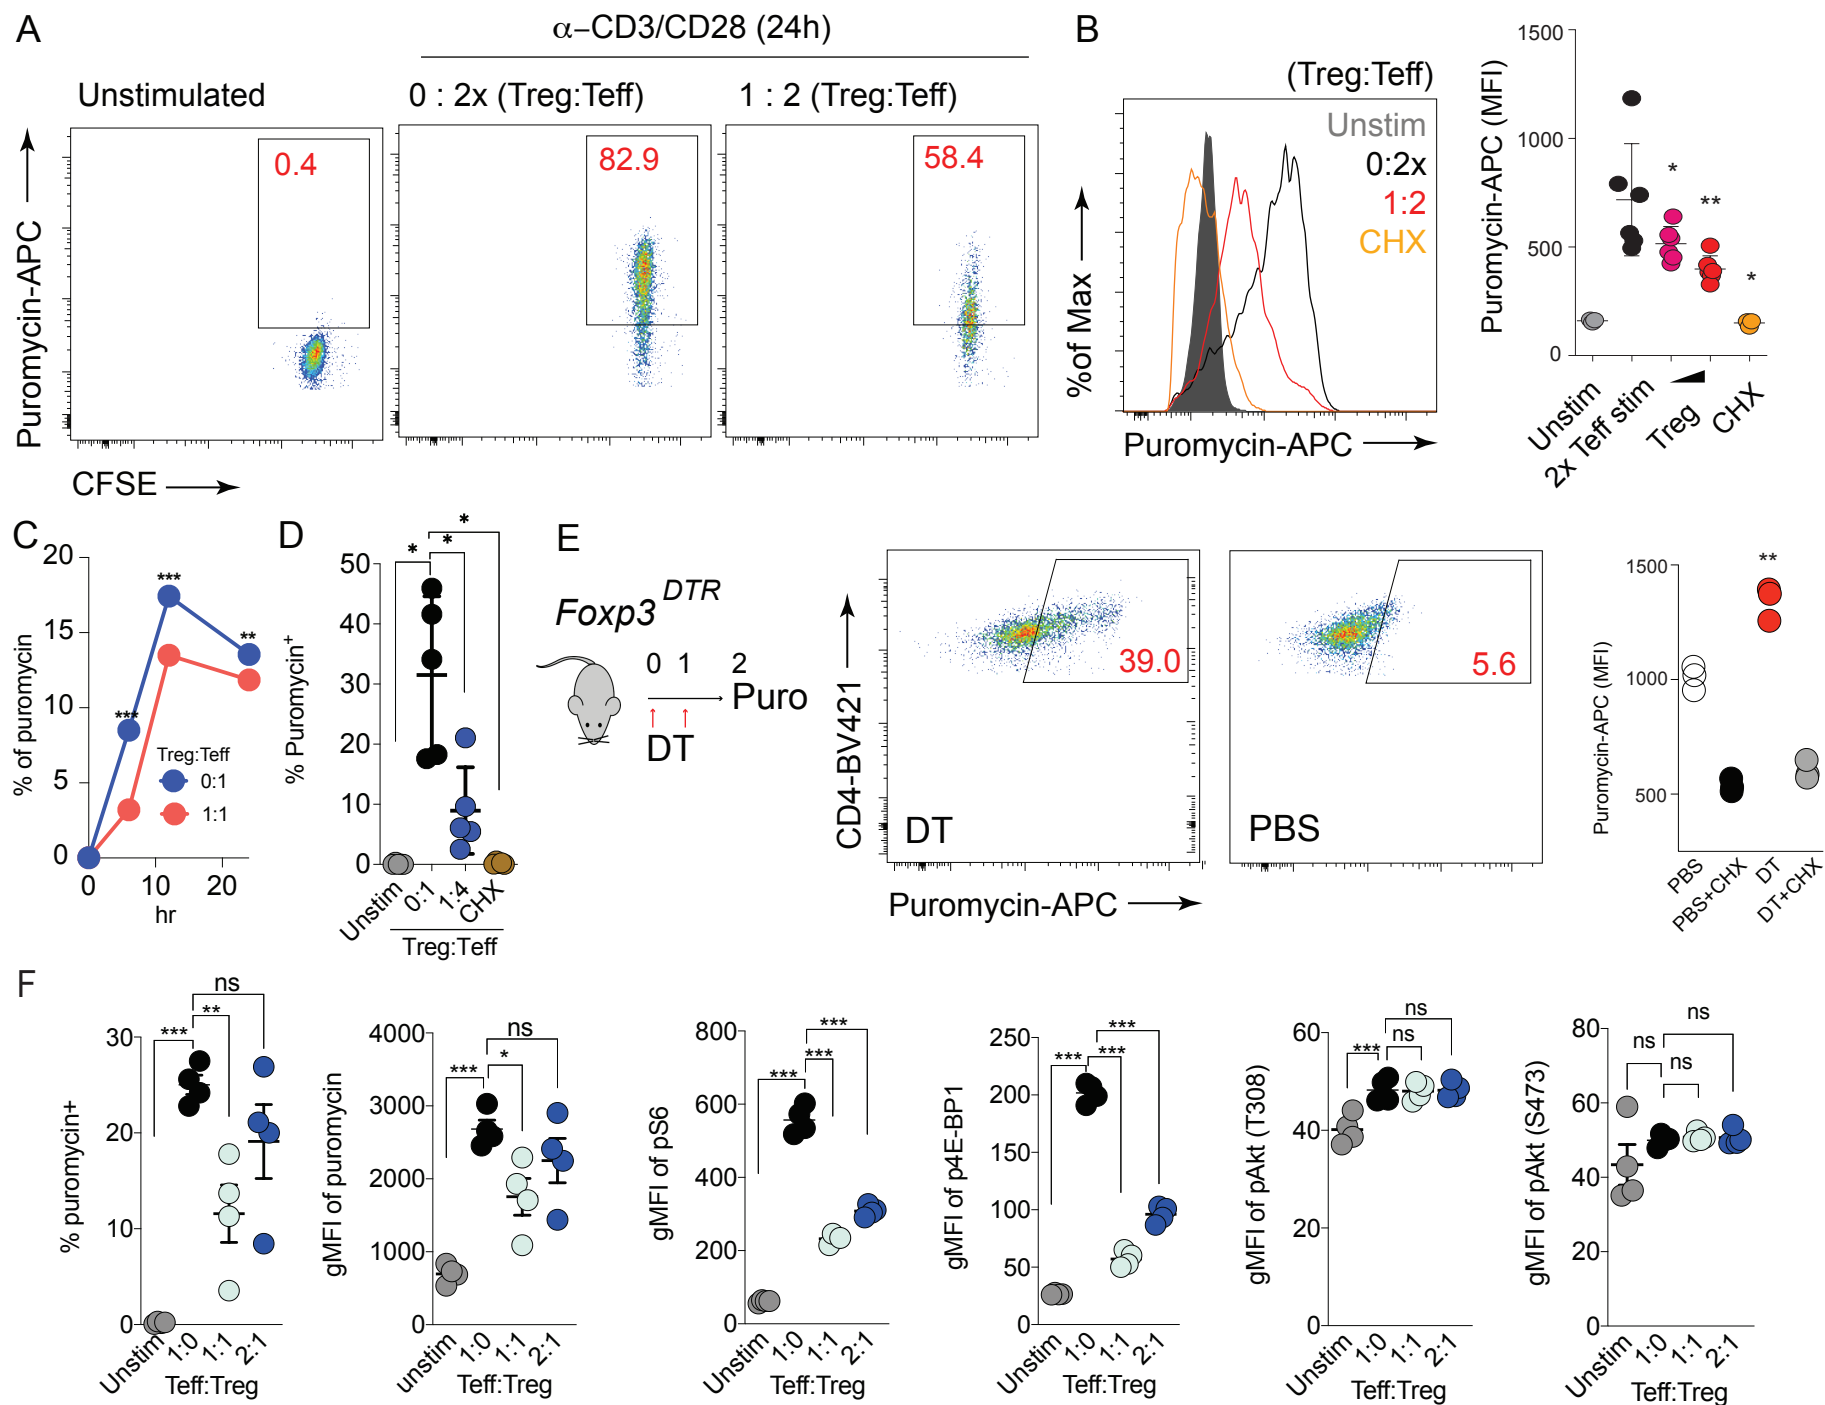 A
α–CD3/CD28 (24h)
Unstimulated
0 : 2x (Treg:Teff)
1 : 2 (Treg:Teff)
0.4
82.9
58.4
Puromycin-APC
CFSE
B
(Treg:Teff)
Unstim
0:2x
1:2
CHX
%of Max
Puromycin-APC
Puromycin-APC (MFI)
1500
1000
500
0
*
**
*
Unstim
2x Teff stim
Treg
CHX
C
% of puromycin
20
15
10
5
0
***
***
**
Treg:Teff
0:1
1:1
0
10
20
hr
D
% Puromycin+
50
40
30
20
10
0
*
*
*
Unstim
0:1
1:4
CHX
Treg:Teff
E
Foxp3 DTR
0 1 2
Puro
DT
CD4-BV421
39.0
DT
5.6
PBS
Puromycin-APC
Puromycin-APC (MFI)
1500
1000
500
**
PBS
PBS+CHX
DT
DT+CHX
F
% puromycin+
30
20
10
0
***
**
ns
Unstim
1:0
1:1
2:1
Teff:Treg
gMFI of puromycin
4000
3000
2000
1000
0
***
*
ns
unstim
1:0
1:1
2:1
Teff:Treg
gMFI of pS6
800
600
400
200
0
***
***
***
Unstim
1:0
1:1
2:1
Teff:Treg
gMFI of p4E-BP1
250
200
150
100
50
0
***
***
***
Unstim
1:0
1:1
2:1
Teff:Treg
gMFI of pAkt (T308)
60
40
20
0
***
ns
ns
Unstim
1:0
1:1
2:1
Teff:Treg
gMFI of pAkt (S473)
80
60
40
20
0
ns
ns
ns
Unstim
1:0
1:1
2:1
Teff:Treg